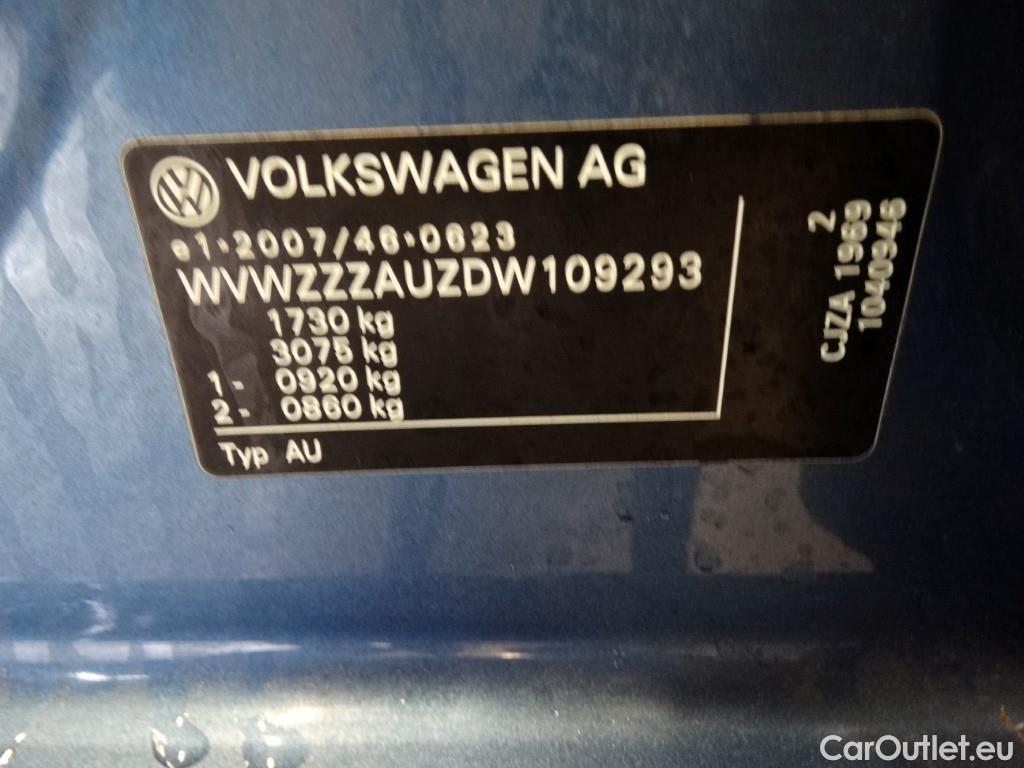 VOLKSWAGEN AG
e1*2007/46*0623
WVWZZZAUZDW109293
1730 kg
3075 kg
1 - 0920 kg
2 - 0860 kg
Typ AU
2
CJZA 1969
1040946
CarOutlet.eu